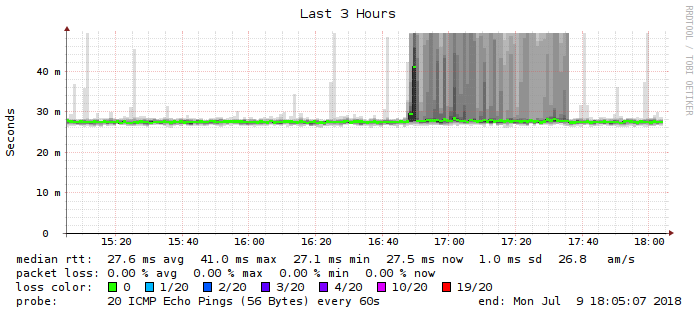 Last 3 Hours
RRDTOOL / TOBI OETIKER
Seconds
40 m
30 m
20 m
10 m
0
15:20 15:40 16:00 16:20 16:40 17:00 17:20 17:40 18:00
median rtt: 27.6 ms avg 41.0 ms max 27.1 ms min 27.5 ms now 1.0 ms sd 26.8 am/s
packet loss: 0.00 % avg 0.00 % max 0.00 % min 0.00 % now
loss color: 0 1/20 2/20 3/20 4/20 10/20 19/20
probe: 20 ICMP Echo Pings (56 Bytes) every 60s end: Mon Jul 9 18:05:07 2018